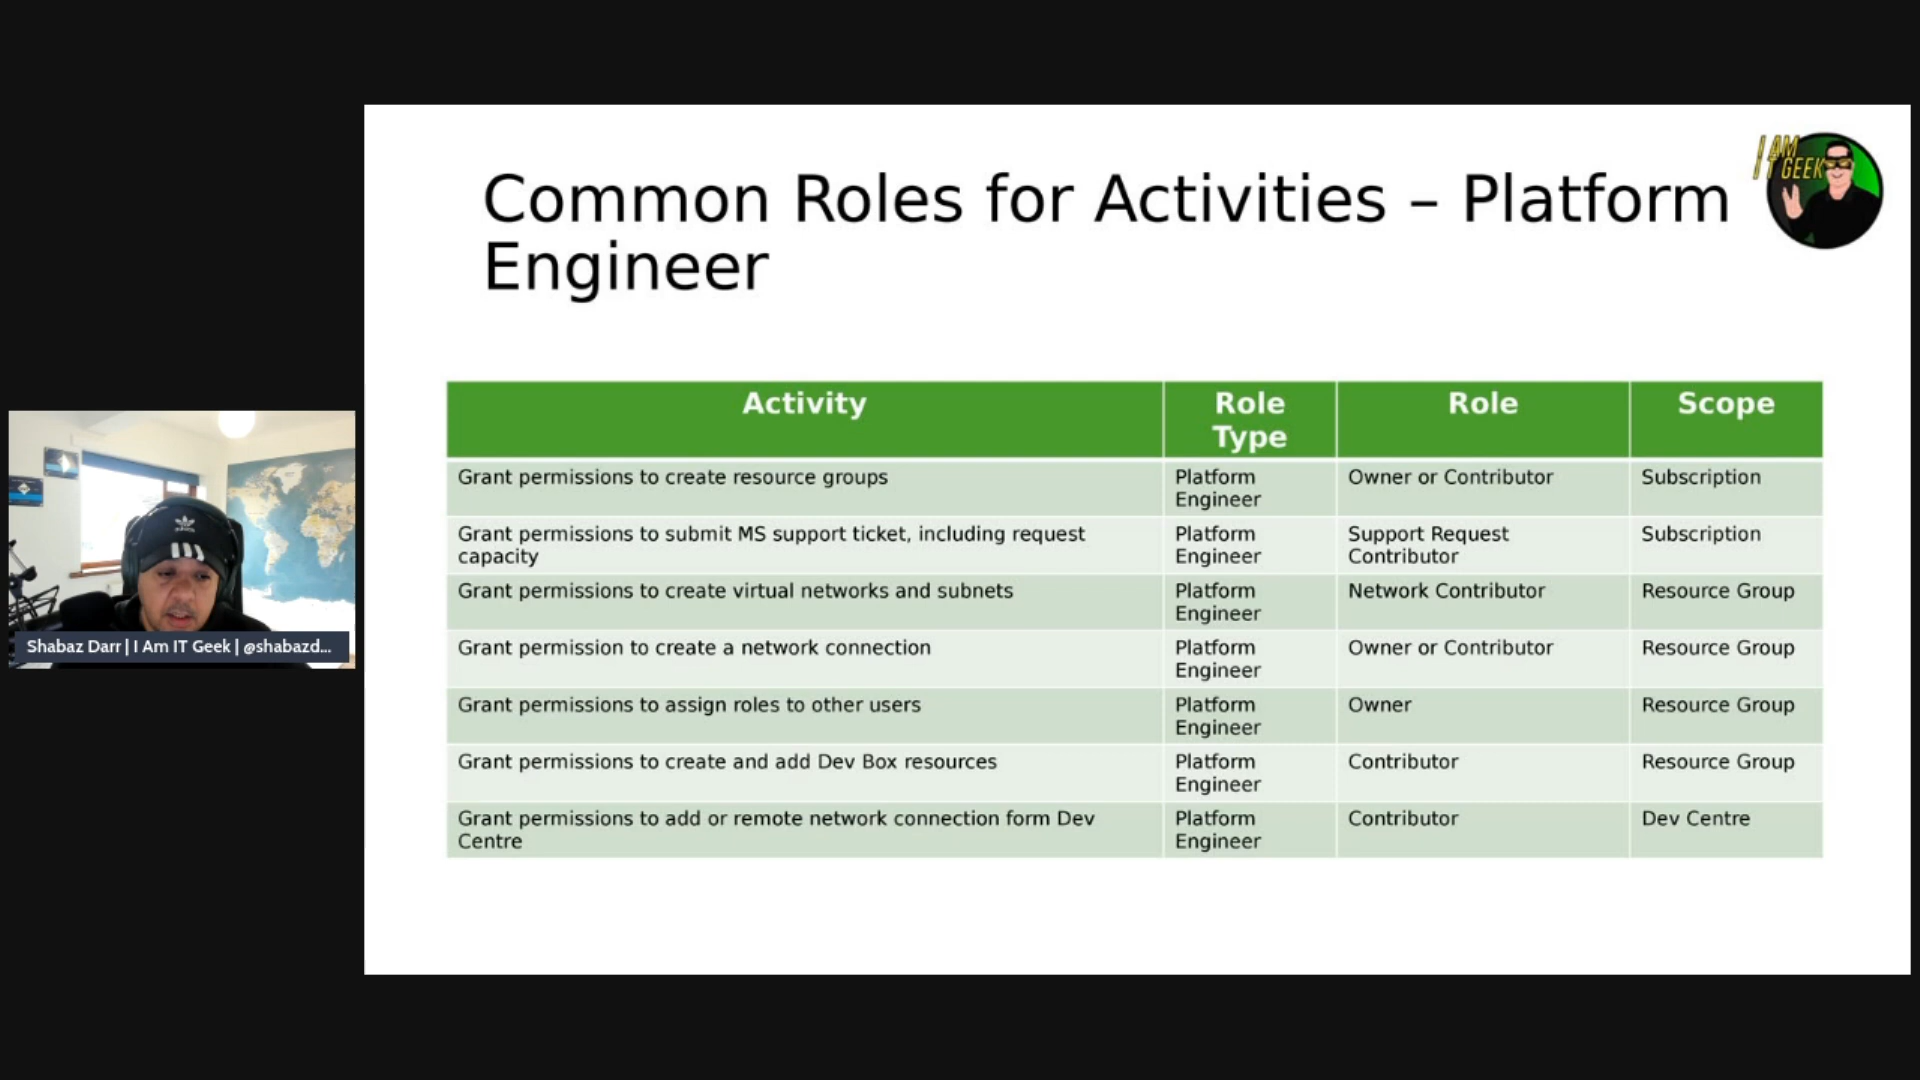 Common Roles for Activities – Platform
Engineer
I AM
IT GEEK
Activity
Role
Type
Role
Scope
Grant permissions to create resource groups
Platform
Engineer
Owner or Contributor
Subscription
Grant permissions to submit MS support ticket, including request
capacity
Platform
Engineer
Support Request
Contributor
Subscription
Grant permissions to create virtual networks and subnets
Platform
Engineer
Network Contributor
Resource Group
Grant permission to create a network connection
Platform
Engineer
Owner or Contributor
Resource Group
Grant permissions to assign roles to other users
Platform
Engineer
Owner
Resource Group
Grant permissions to create and add Dev Box resources
Platform
Engineer
Contributor
Resource Group
Grant permissions to add or remote network connection form Dev
Centre
Platform
Engineer
Contributor
Dev Centre
Shabaz Darr | I Am IT Geek | @shabazd...